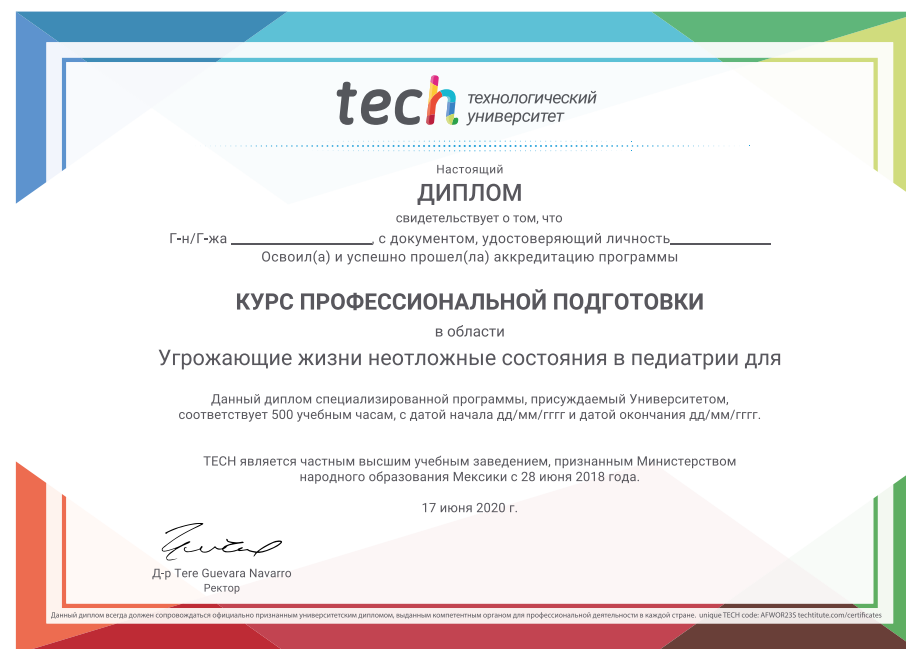 tech технологический университет
Настоящий
ДИПЛОМ
свидетельствует о том, что
Г-н/Г-жа ____________________, с документом, удостоверяющий личность______________
Освоил(а) и успешно прошел(ла) аккредитацию программы
КУРС ПРОФЕССИОНАЛЬНОЙ ПОДГОТОВКИ
в области
Угрожающие жизни неотложные состояния в педиатрии для
Данный диплом специализированной программы, присуждаемый Университетом,
соответствует 500 учебным часам, с датой начала дд/мм/гггг и датой окончания дд/мм/гггг.
TECH является частным высшим учебным заведением, признанным Министерством
народного образования Мексики с 28 июня 2018 года.
17 июня 2020 г.
Д-р Tere Guevara Navarro
Ректор
Данный диплом всегда должен сопровождаться официально признанным университетским дипломом, выданным компетентным органом для профессиональной деятельности в каждой стране. unique TECH code: AFWOR235 techtitute.com/certificates